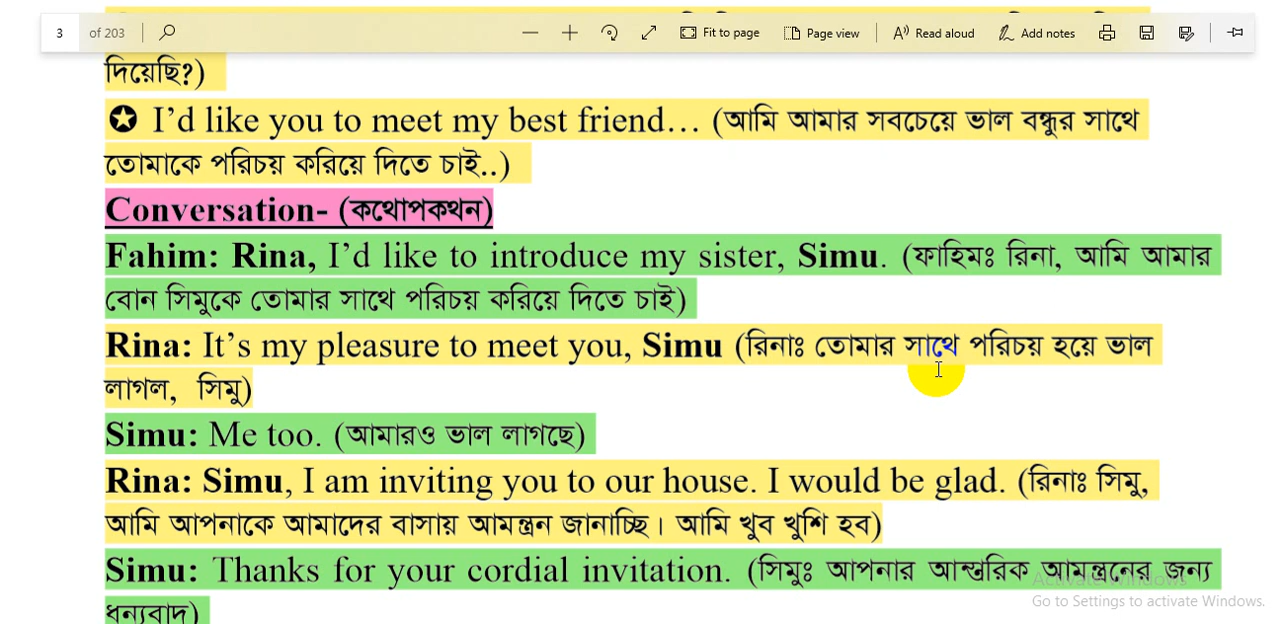 3 of 203 Fit to page Page view Read aloud Add notes
দিয়েছি?)
✪ I’d like you to meet my best friend… (আমি আমার সবচেয়ে ভাল বন্ধুর সাথে
তোমাকে পরিচয় করিয়ে দিতে চাই..)
Conversation- (কথোপকথন)
Fahim: Rina, I’d like to introduce my sister, Simu. (ফাহিমঃ রিনা, আমি আমার
বোন সিমুকে তোমার সাথে পরিচয় করিয়ে দিতে চাই)
Rina: It’s my pleasure to meet you, Simu (রিনাঃ তোমার সাথে পরিচয় হয়ে ভাল
লাগল, সিমু)
Simu: Me too. (আমারও ভাল লাগছে)
Rina: Simu, I am inviting you to our house. I would be glad. (রিনাঃ সিমু,
আমি আপনাকে আমাদের বাসায় আমন্ত্রন জানাচ্ছি। আমি খুব খুশি হব)
Simu: Thanks for your cordial invitation. (সিমুঃ আপনার আন্তরিক আমন্ত্রনের জন্য
ধন্যবাদ)
Activate Windows
Go to Settings to activate Windows.